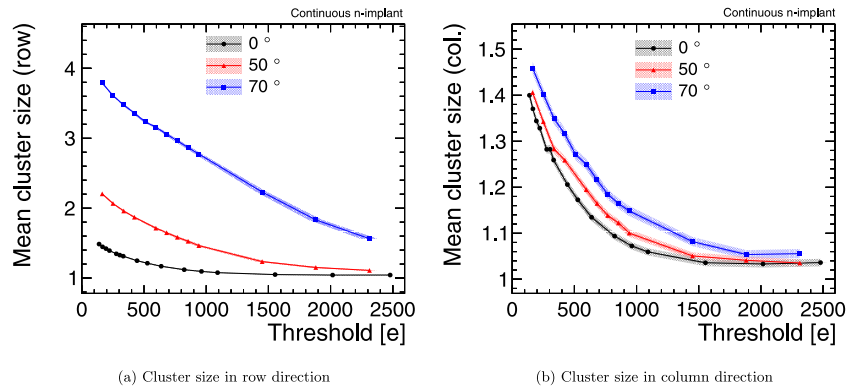 Continuous n-implant
Mean cluster size (row)
4
3
2
1
0 °
50 °
70 °
0 500 1000 1500 2000 2500
Threshold [e]
(a) Cluster size in row direction
Continuous n-implant
Mean cluster size (col.)
1.5
1.4
1.3
1.2
1.1
1
0 °
50 °
70 °
0 500 1000 1500 2000 2500
Threshold [e]
(b) Cluster size in column direction